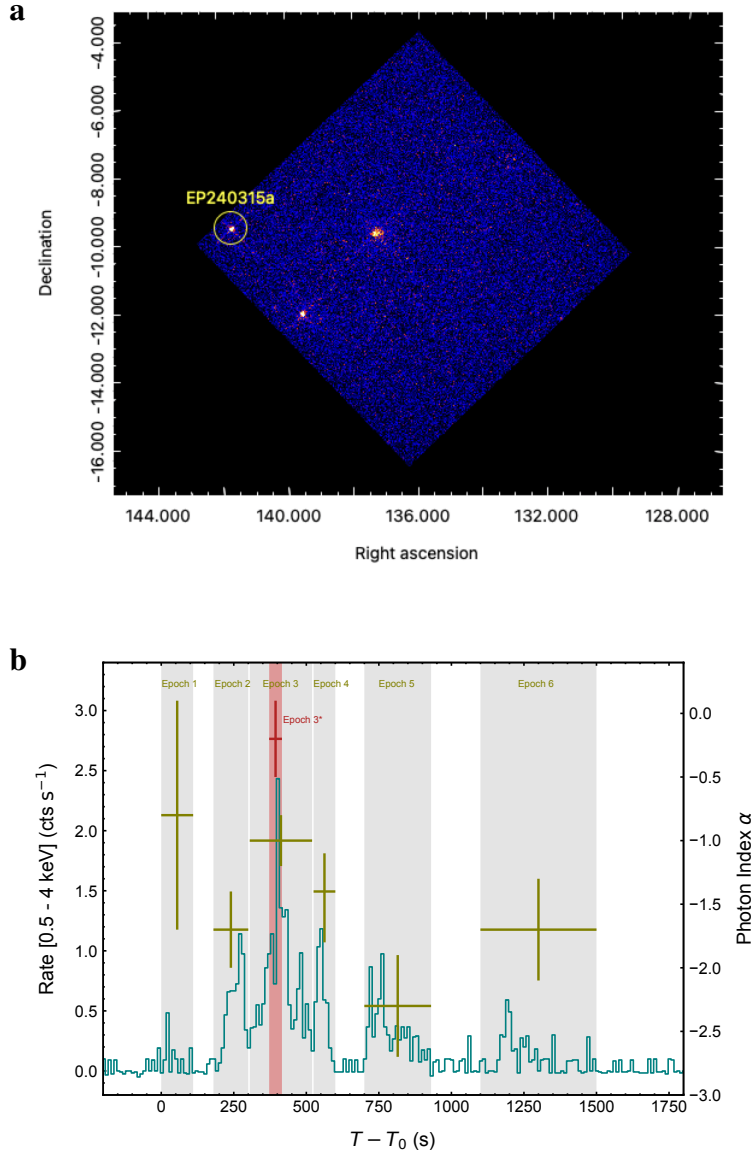 a
-4.000
-6.000
-8.000
-10.000
-12.000
-14.000
-16.000
Declination
EP240315a
144.000 140.000 136.000 132.000 128.000
Right ascension
b
Epoch 1 Epoch 2 Epoch 3 Epoch 4 Epoch 5 Epoch 6
Epoch 3*
3.0
2.5
2.0
1.5
1.0
0.5
0.0
Rate [0.5 - 4 keV] (cts s⁻¹)
0.0
−0.5
−1.0
−1.5
−2.0
−2.5
−3.0
Photon Index α
0 250 500 750 1000 1250 1500 1750
T − T₀ (s)